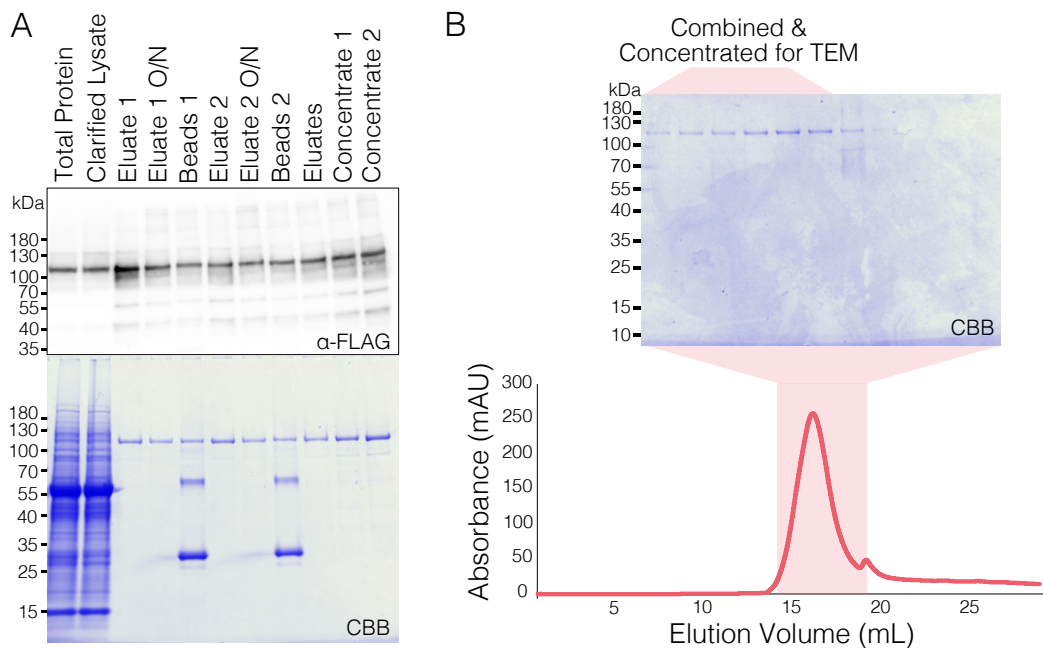 A
Total Protein
Clarified Lysate
Eluate 1
Eluate 1 O/N
Beads 1
Eluate 2
Eluate 2 O/N
Beads 2
Eluates
Concentrate 1
Concentrate 2
kDa
180
130
100
70
55
40
35
α-FLAG
180
130
100
70
55
40
35
25
15
CBB
B
Combined &
Concentrated for TEM
kDa
180
130
100
70
55
40
35
25
15
10
CBB
300
250
200
150
100
50
0
Absorbance (mAU)
5
10
15
20
25
Elution Volume (mL)